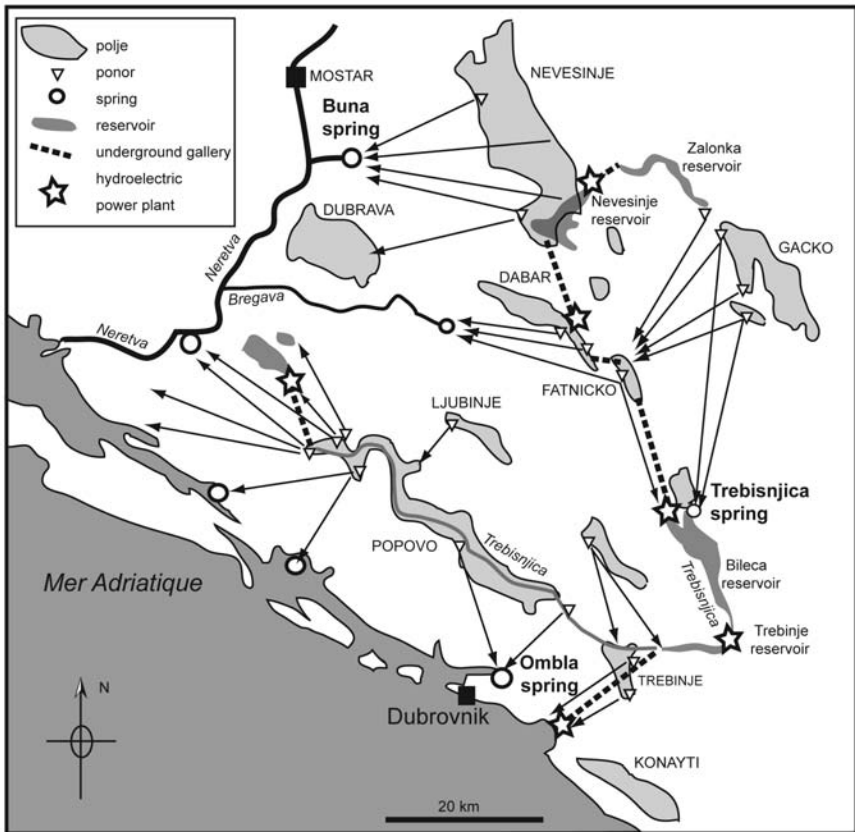 polje
ponor
spring
reservoir
underground gallery
hydroelectric
power plant
MOSTAR
Buna
spring
NEVESINJE
Zalonka
reservoir
Nevesinje
reservoir
DUBRAVA
GACKO
DABAR
Neretva
Bregava
Neretva
FATNICKO
LJUBINJE
Trebisnjica
spring
POPOVO
Trebisnjica
Bileca
reservoir
Trebisnjica
Mer Adriatique
Trebinje
reservoir
Ombla
spring
TREBINJE
Dubrovnik
N
KONAYTI
20 km